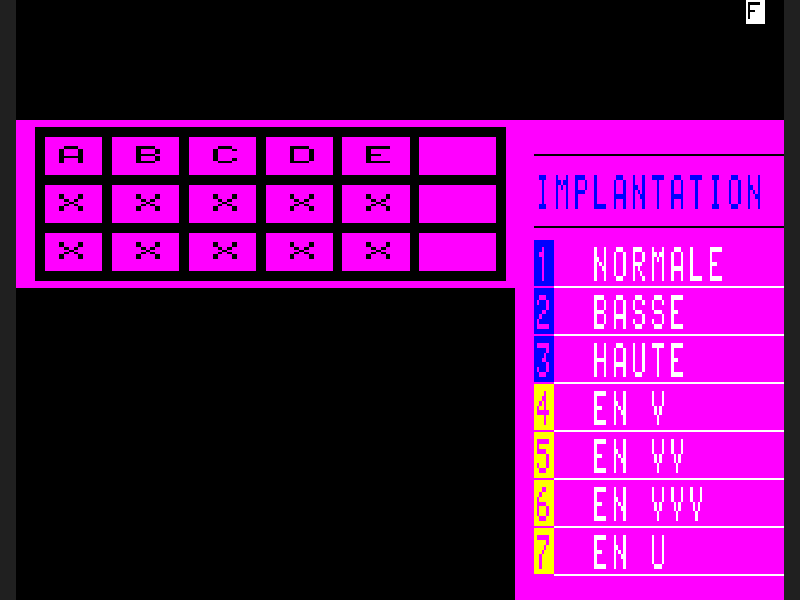 F
A B C D E
X X X X X
X X X X X
IMPLANTATION
1 NORMALE
2 BASSE
3 HAUTE
4 EN V
5 EN VV
6 EN VVV
7 EN U